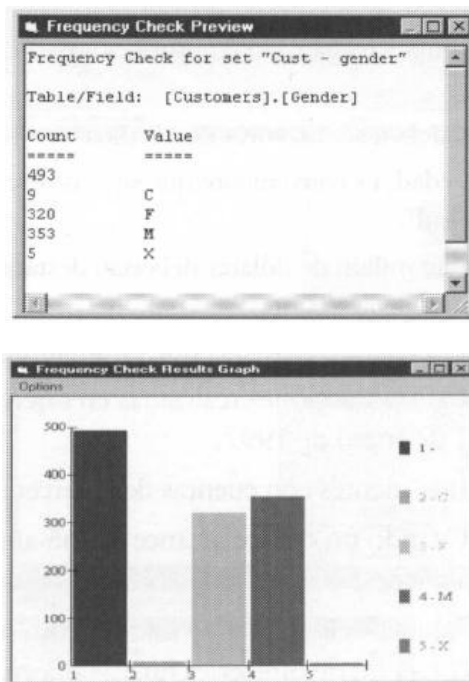 Frequency Check Preview
Frequency Check for set "Cust - gender"
Table/Field: [Customers].[Gender]
Count Value
===== =====
493
9 C
320 F
353 M
5 X
Frequency Check Results Graph
Options
500
400
300
200
100
0
1 2 3 4 5
1 -
2 - C
3 - F
4 - M
5 - X